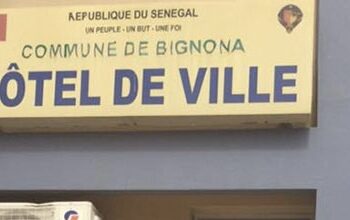 REPUBLIQUE DU SENEGAL
UN PEUPLE - UN BUT - UNE FOI
COMMUNE DE BIGNONA
ÔTEL DE VILLE